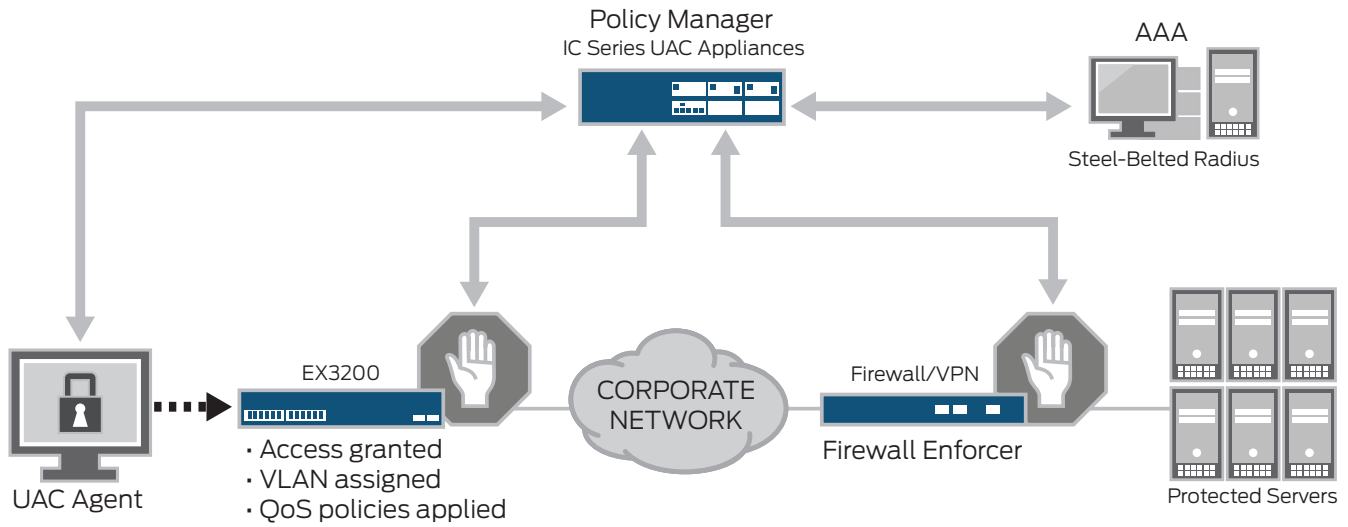 Policy Manager
IC Series UAC Appliances
AAA
Steel-Belted Radius
EX3200
CORPORATE
NETWORK
Firewall/VPN
· Access granted
· VLAN assigned
· QoS policies applied
Firewall Enforcer
UAC Agent
Protected Servers